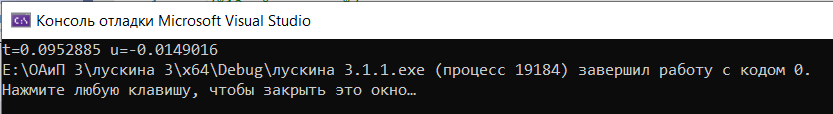 Консоль отладки Microsoft Visual Studio
t=0.0952885 u=-0.0149016
E:\ОАиП 3\лускина 3\x64\Debug\лускина 3.1.1.exe (процесс 19184) завершил работу с кодом 0.
Нажмите любую клавишу, чтобы закрыть это окно…